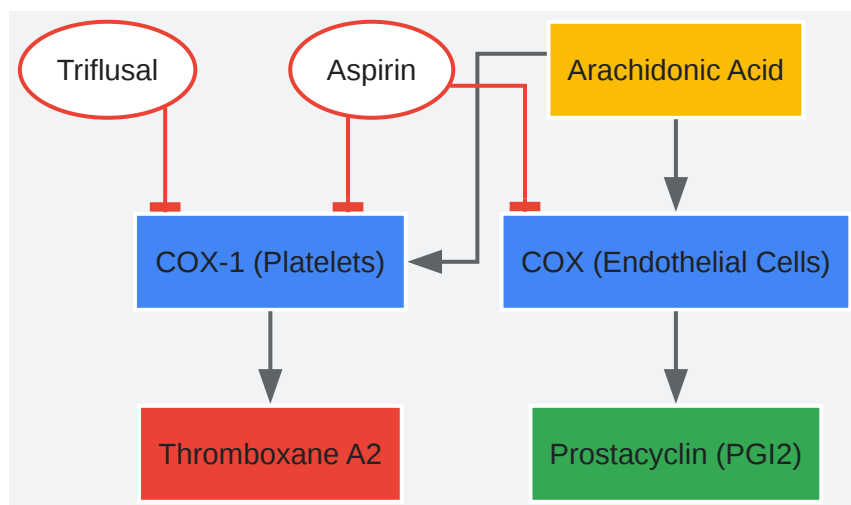 Triflusal
Aspirin
Arachidonic Acid
COX-1 (Platelets)
COX (Endothelial Cells)
Thromboxane A2
Prostacyclin (PGI2)